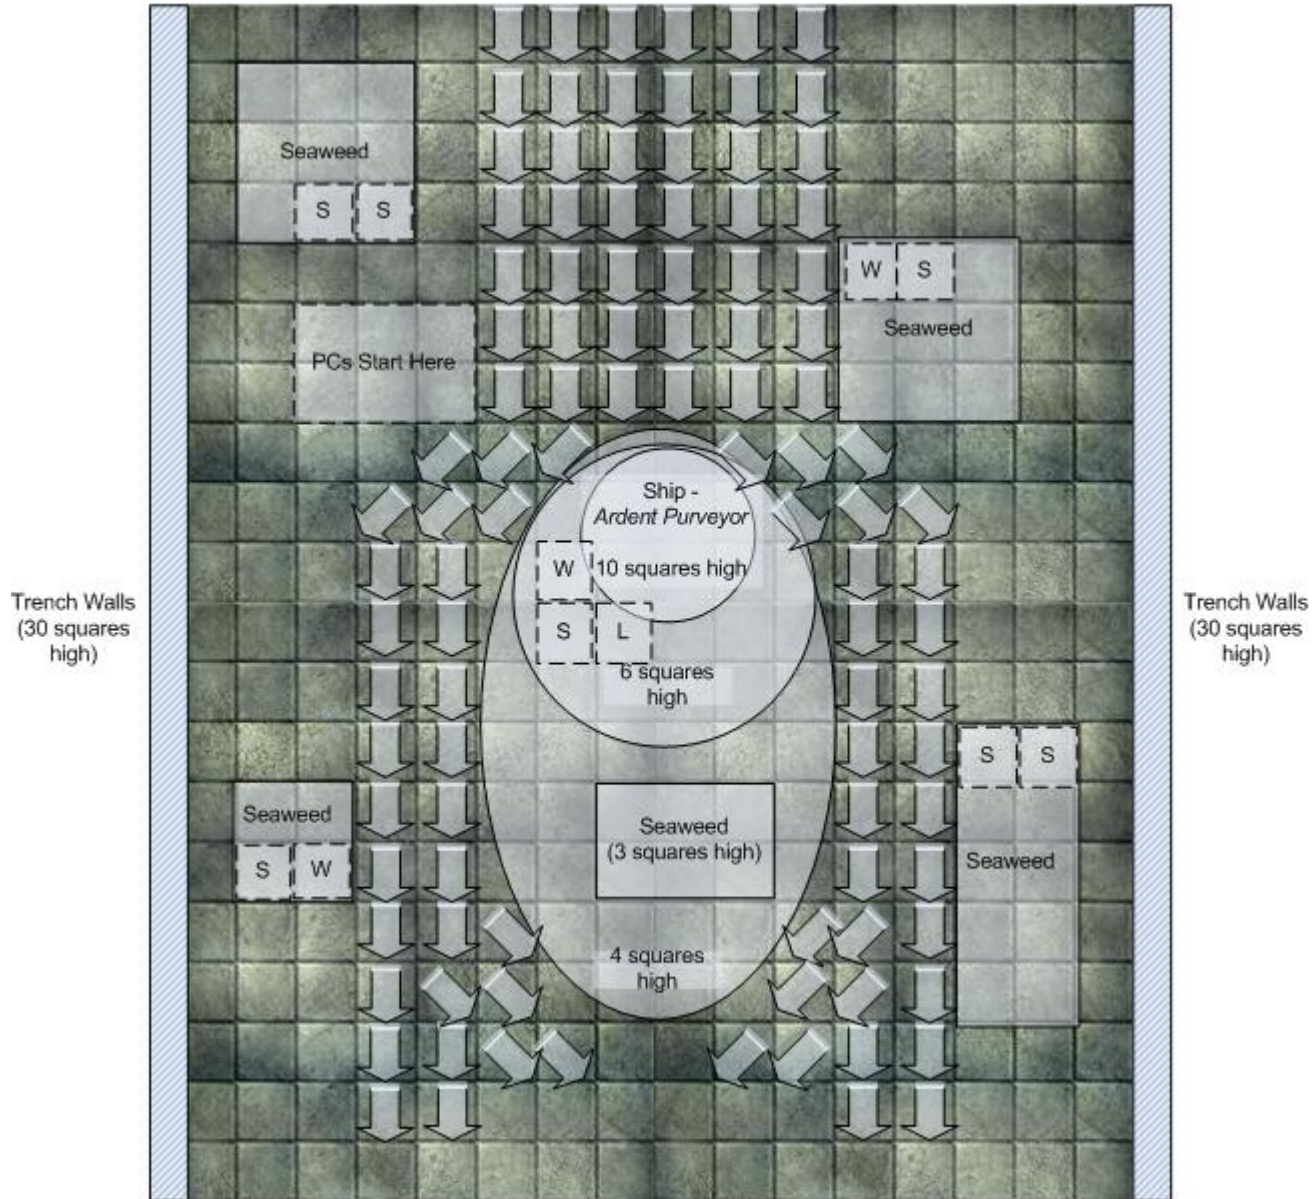 Seaweed
S S
W S
Seaweed
PCs Start Here
Ship -
Ardent Purveyor
W
10 squares high
Trench Walls
(30 squares
high)
S L
Trench Walls
(30 squares
high)
6 squares
high
S S
Seaweed
S W
Seaweed
(3 squares high)
Seaweed
4 squares
high